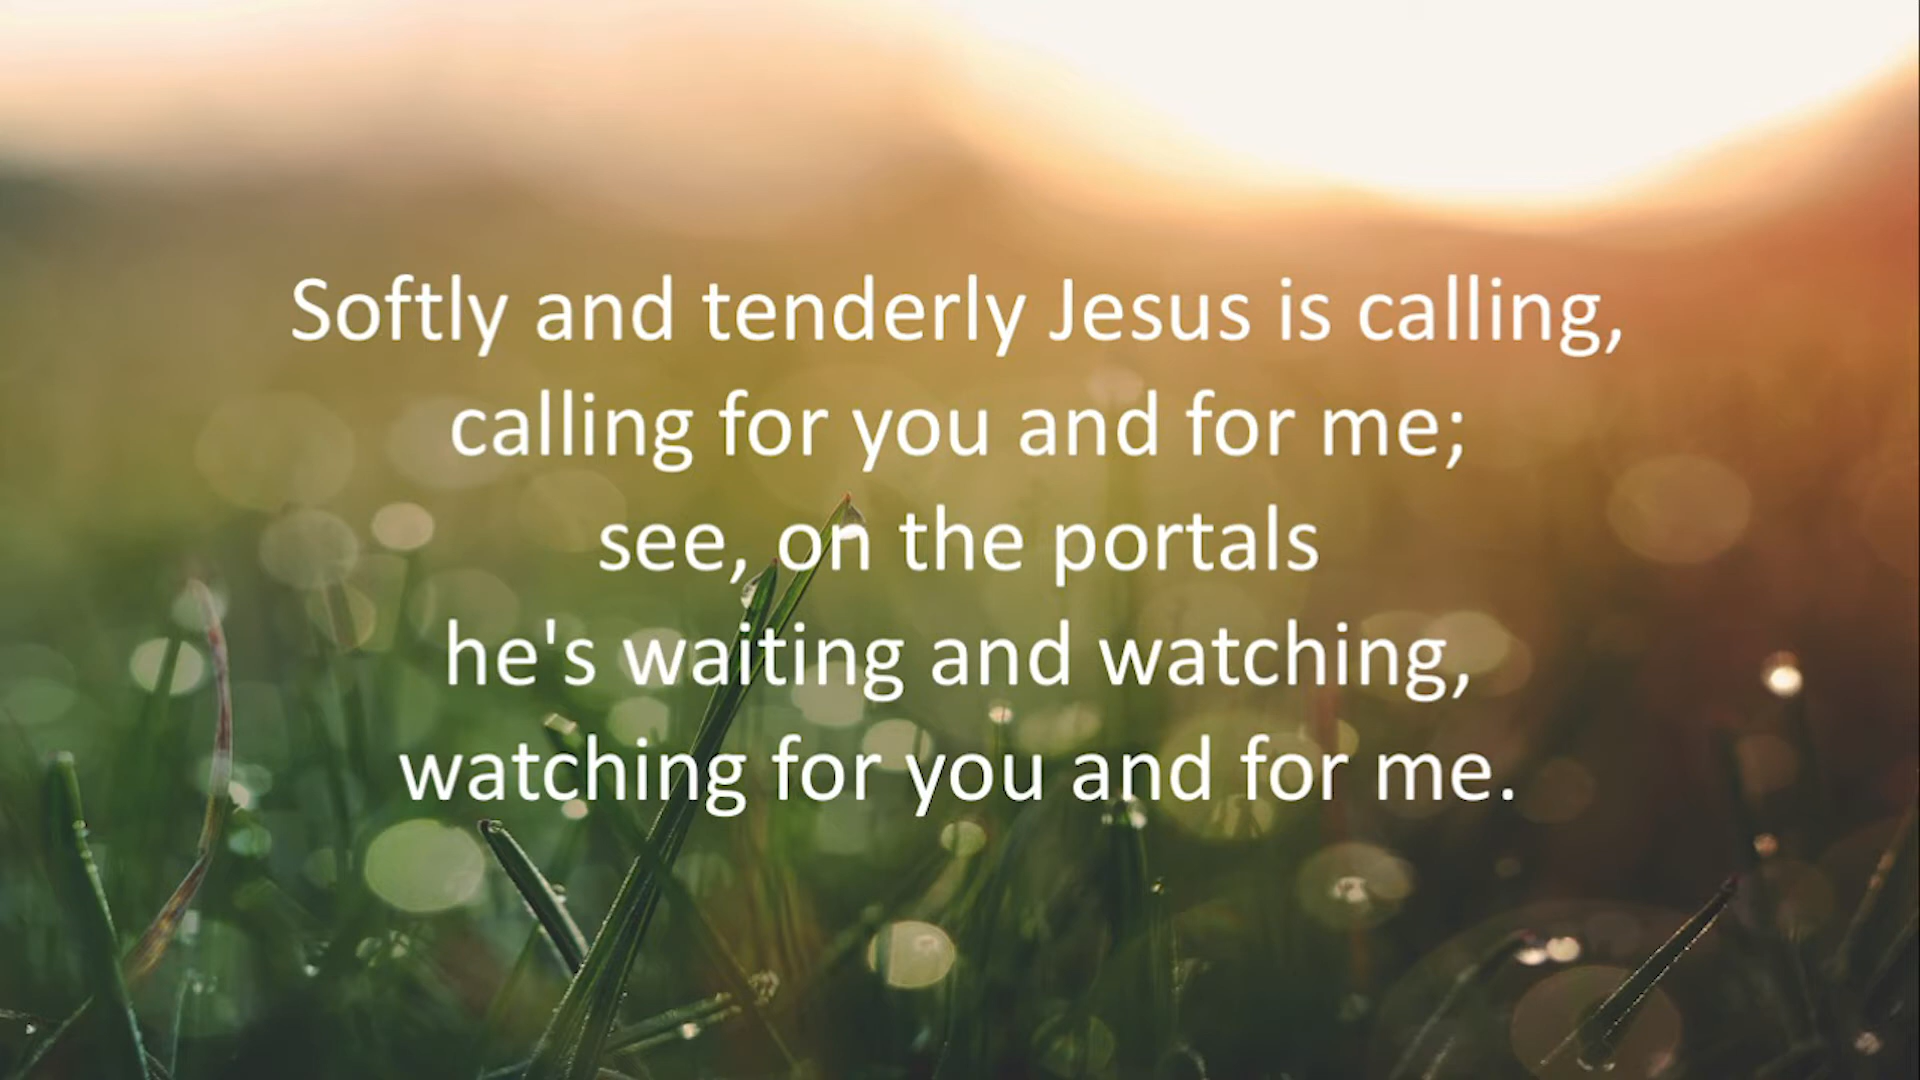 Softly and tenderly Jesus is calling,
calling for you and for me;
see, on the portals
he's waiting and watching,
watching for you and for me.